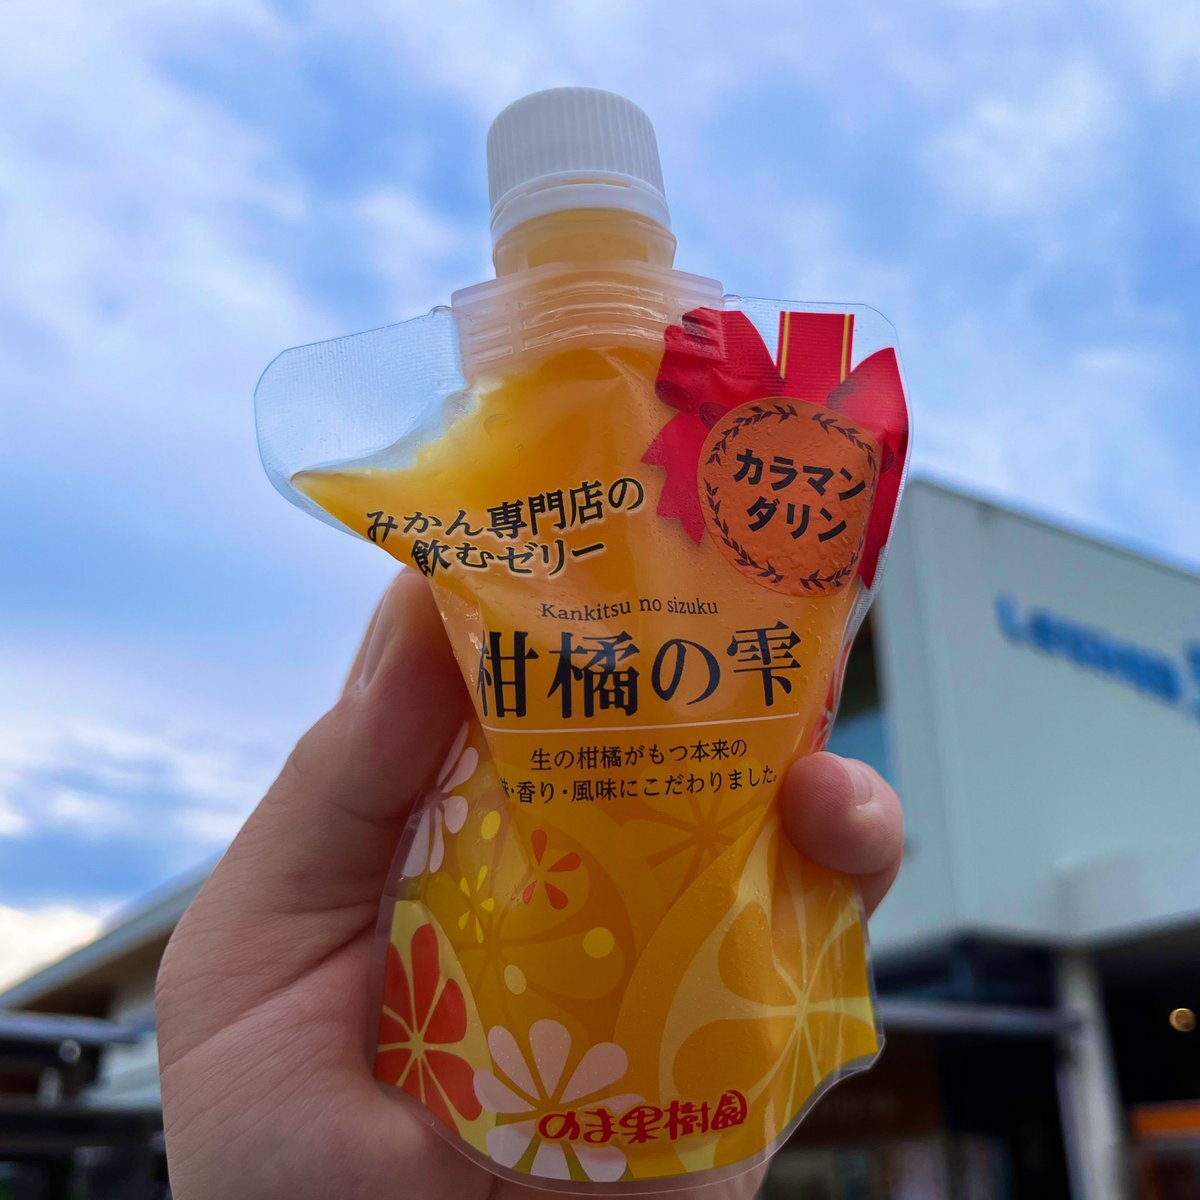 カラマン
ダリン
みかん専門店の
飲むゼリー
Kankitsu no sizuku
柑橘の雫
生の柑橘がもつ本来の
・香り・風味にこだわりました。
のま果樹園